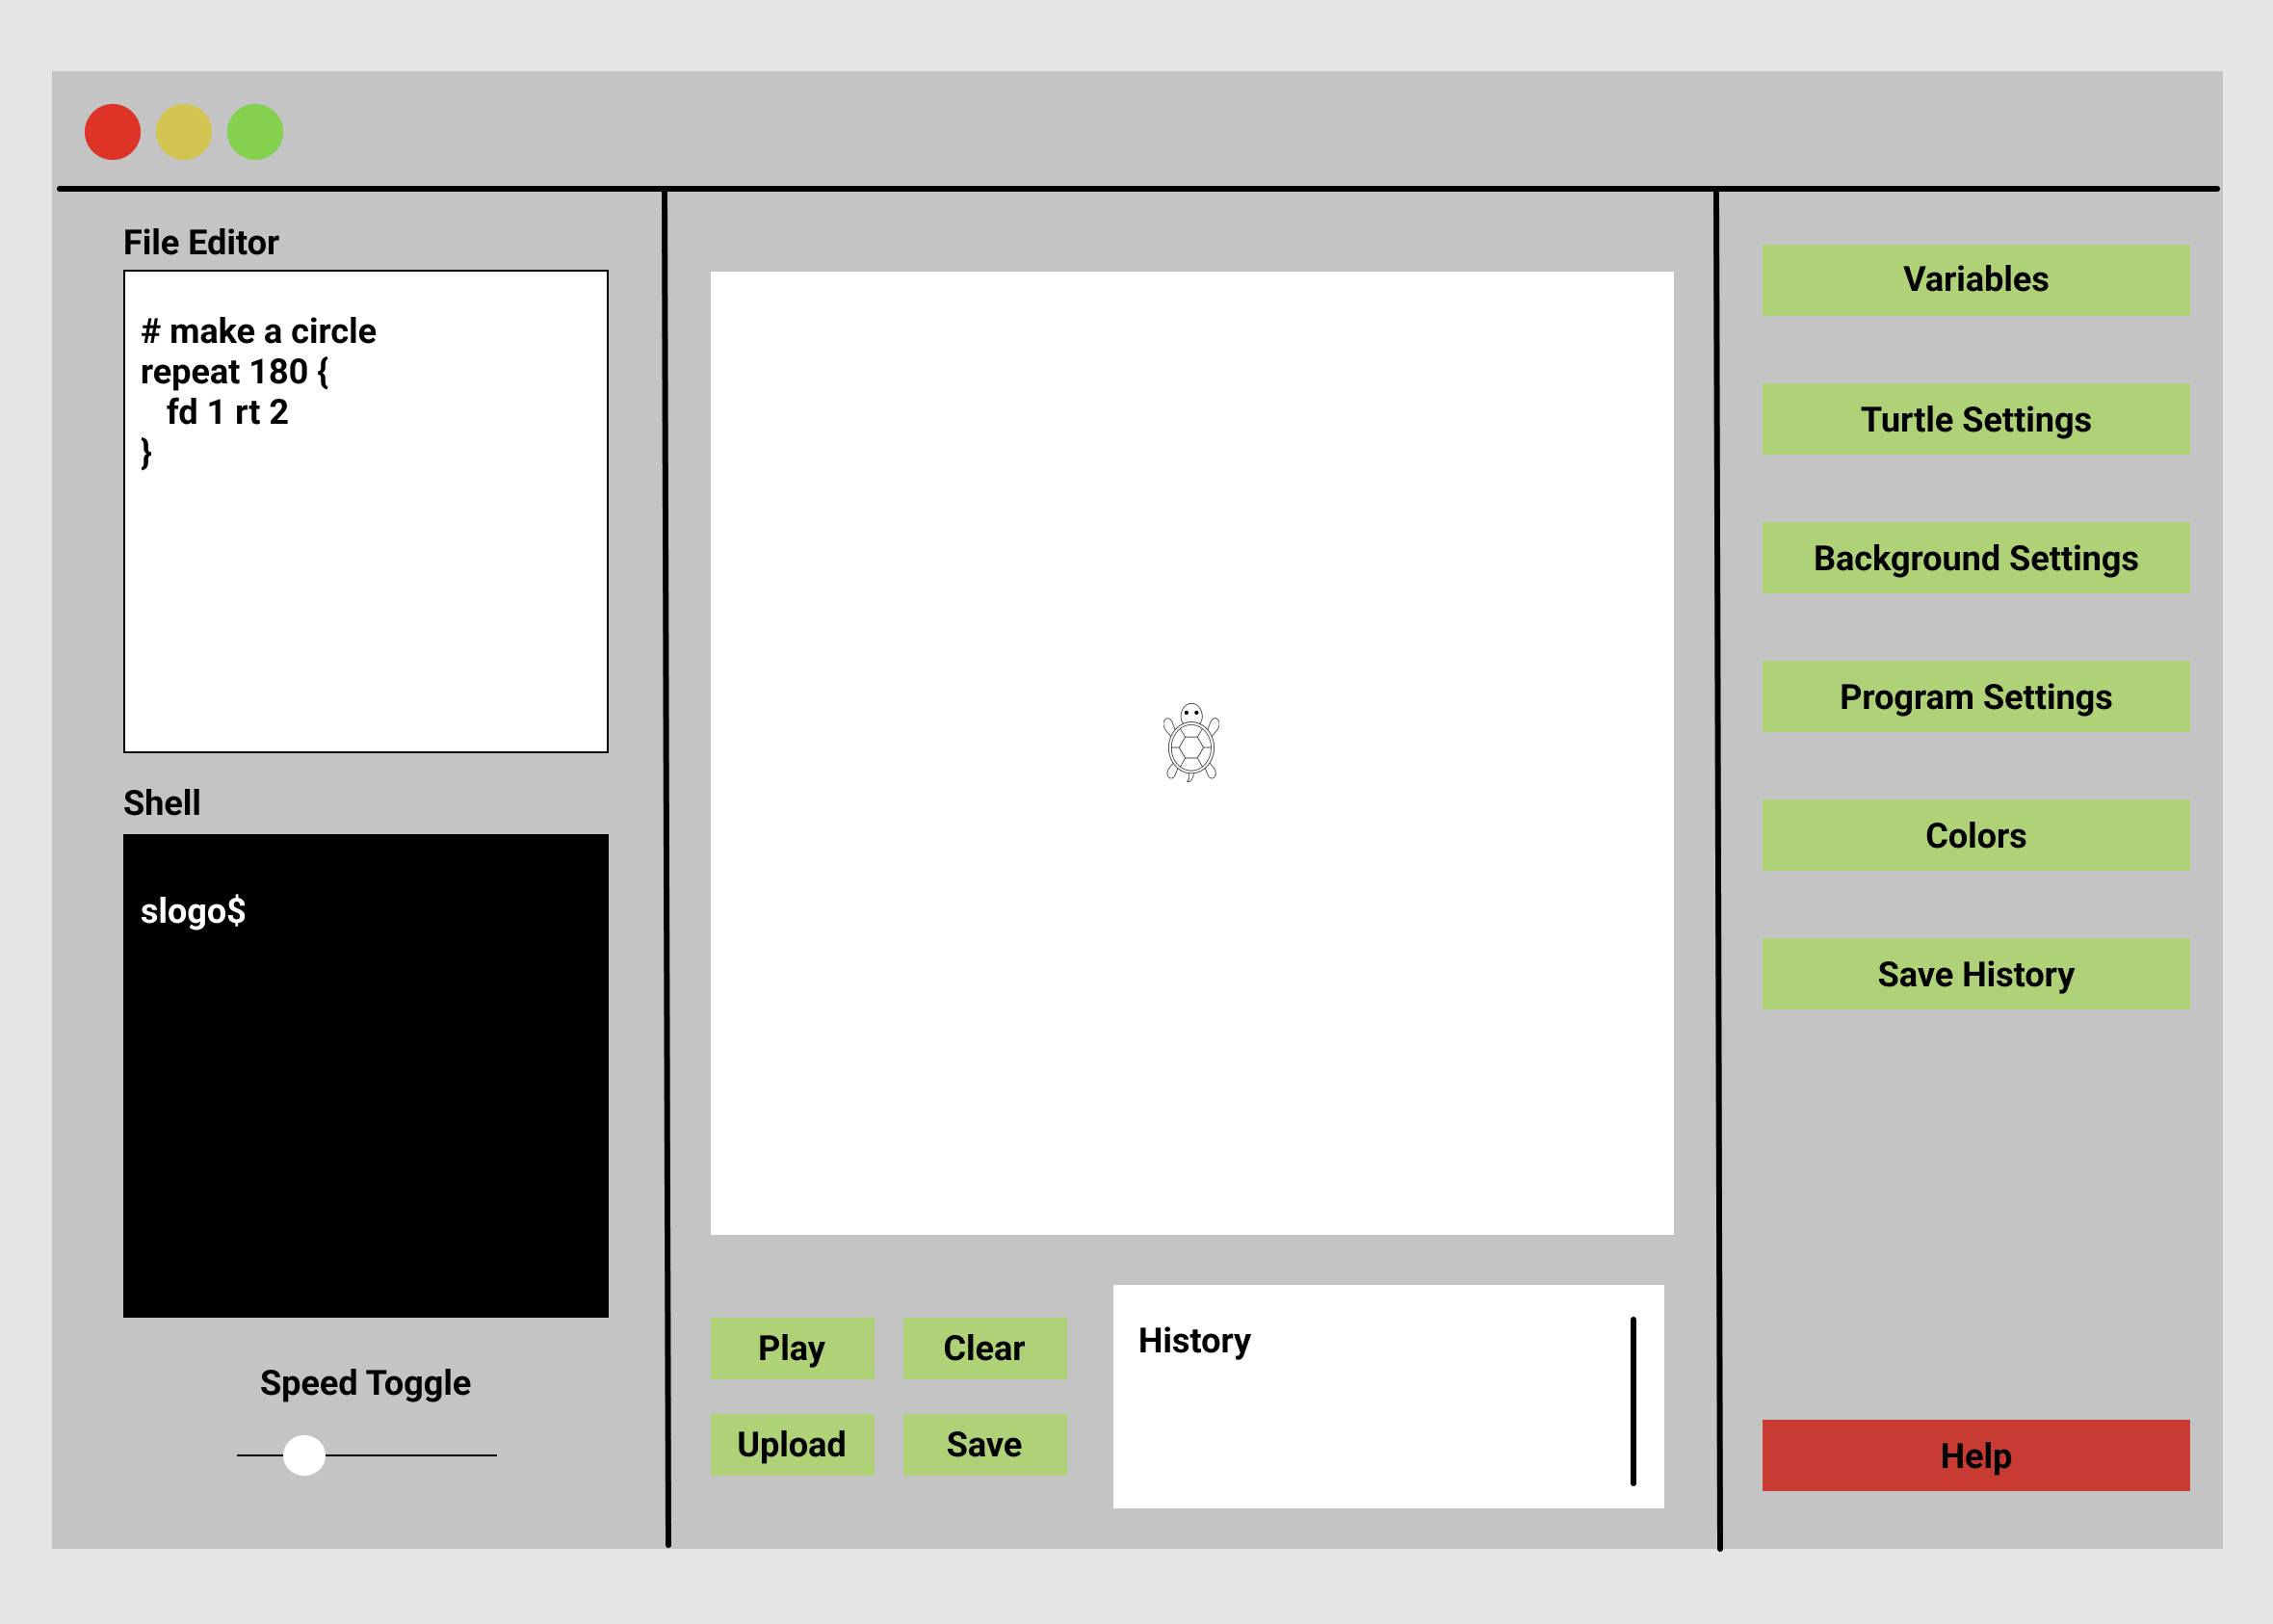 File Editor
# make a circle
repeat 180 {
fd 1 rt 2
}
Shell
slogo$
Speed Toggle
Play
Clear
Upload
Save
History
Variables
Turtle Settings
Background Settings
Program Settings
Colors
Save History
Help